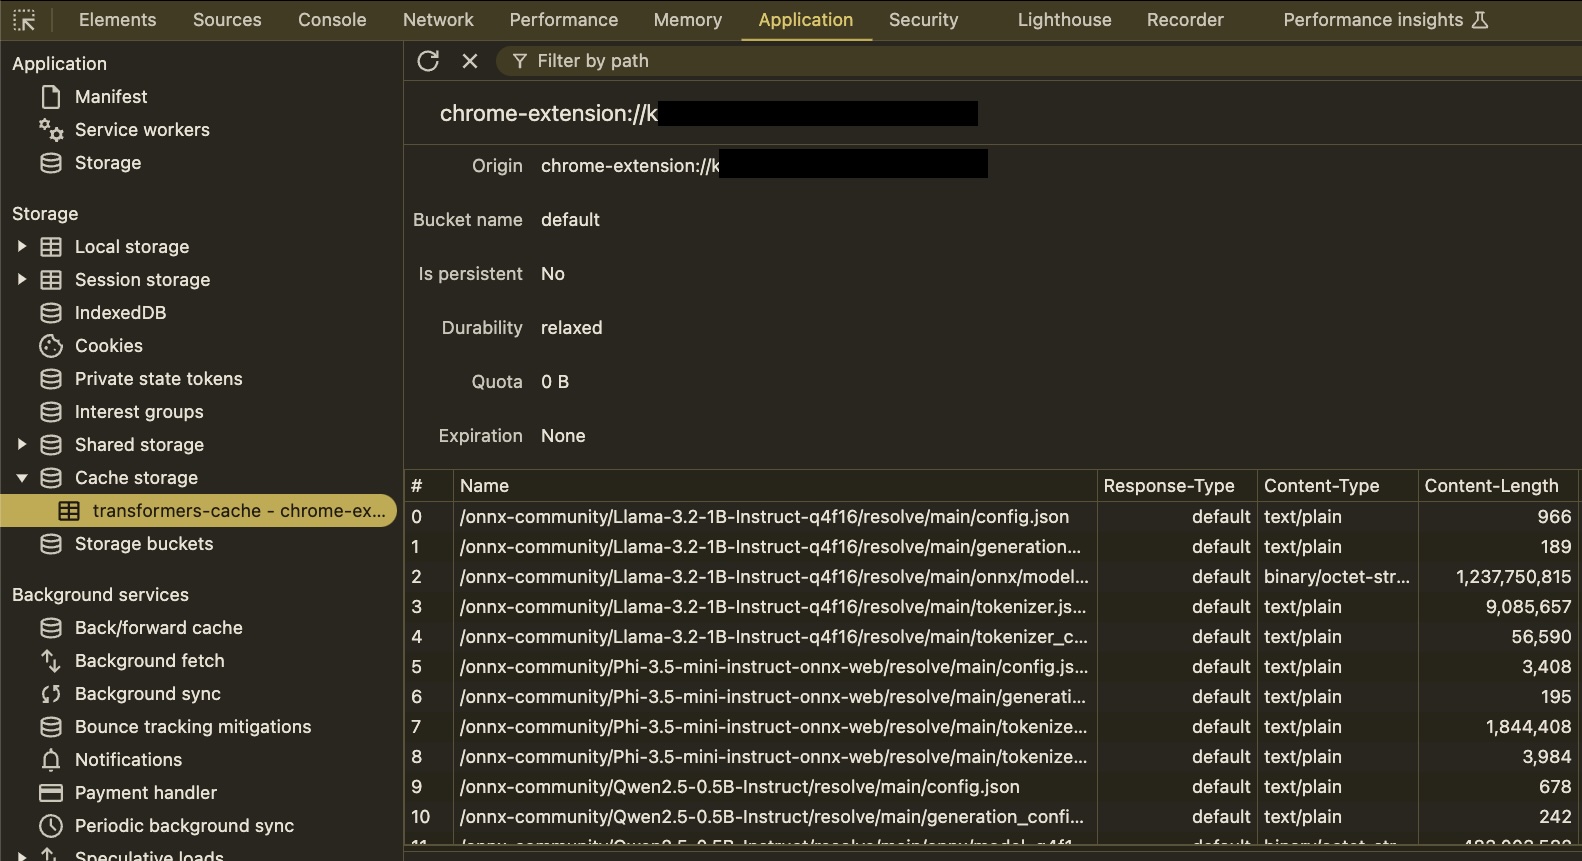 Elements Sources Console Network Performance Memory Application Security Lighthouse Recorder Performance insights
Application
Manifest
Service workers
Storage
Storage
Local storage
Session storage
IndexedDB
Cookies
Private state tokens
Interest groups
Shared storage
Cache storage
transformers-cache - chrome-ex...
Storage buckets
Background services
Back/forward cache
Background fetch
Background sync
Bounce tracking mitigations
Notifications
Payment handler
Periodic background sync
Speculative loads
Filter by path
chrome-extension://k
Origin chrome-extension://k
Bucket name default
Is persistent No
Durability relaxed
Quota 0 B
Expiration None
# Name Response-Type Content-Type Content-Length
0 /onnx-community/Llama-3.2-1B-Instruct-q4f16/resolve/main/config.json default text/plain 966
1 /onnx-community/Llama-3.2-1B-Instruct-q4f16/resolve/main/generation... default text/plain 189
2 /onnx-community/Llama-3.2-1B-Instruct-q4f16/resolve/main/onnx/model... default binary/octet-str... 1,237,750,815
3 /onnx-community/Llama-3.2-1B-Instruct-q4f16/resolve/main/tokenizer.js... default text/plain 9,085,657
4 /onnx-community/Llama-3.2-1B-Instruct-q4f16/resolve/main/tokenizer_c... default text/plain 56,590
5 /onnx-community/Phi-3.5-mini-instruct-onnx-web/resolve/main/config.js... default text/plain 3,408
6 /onnx-community/Phi-3.5-mini-instruct-onnx-web/resolve/main/generati... default text/plain 195
7 /onnx-community/Phi-3.5-mini-instruct-onnx-web/resolve/main/tokenize... default text/plain 1,844,408
8 /onnx-community/Phi-3.5-mini-instruct-onnx-web/resolve/main/tokenize... default text/plain 3,984
9 /onnx-community/Qwen2.5-0.5B-Instruct/resolve/main/config.json default text/plain 678
10 /onnx-community/Qwen2.5-0.5B-Instruct/resolve/main/generation_confi... default text/plain 242